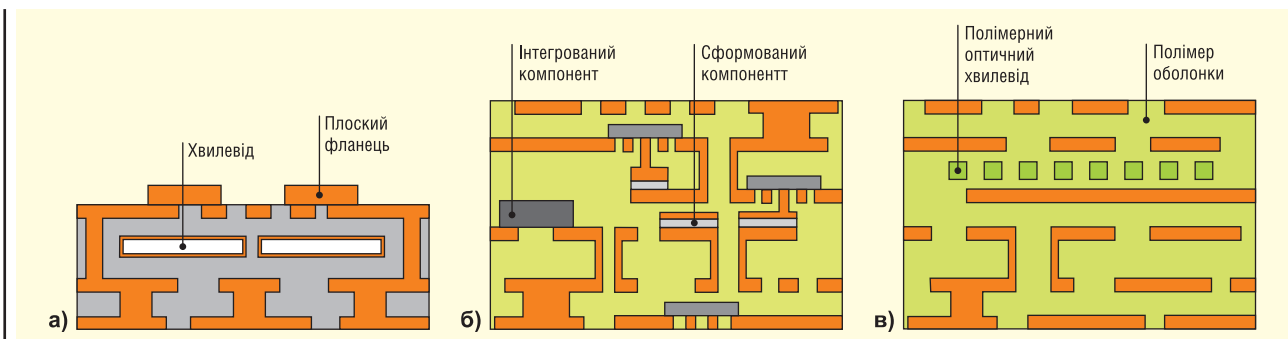 Хвилевід
Плоский
фланець
а)
Інтегрований
компонент
Сформований
компонентт
б)
Полімерний
оптичний
хвилевід
Полімер
оболонки
в)